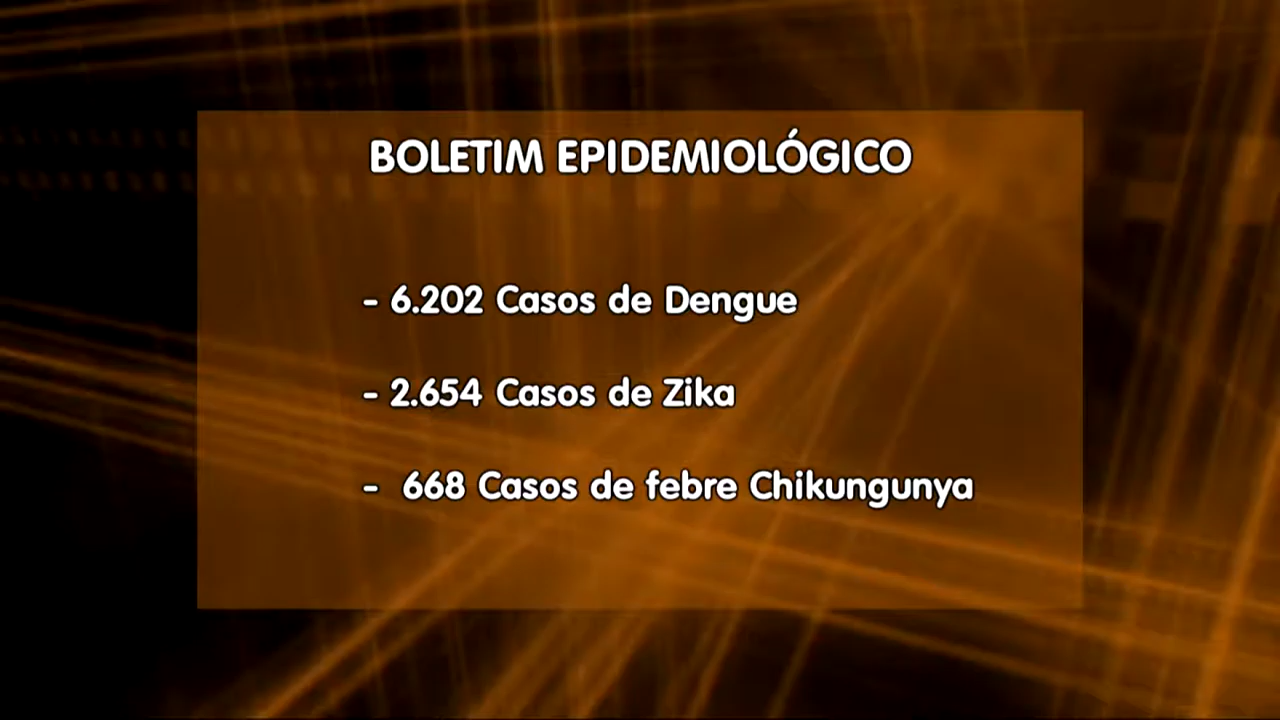 BOLETIM EPIDEMIOLÓGICO
- 6.202 Casos de Dengue
- 2.654 Casos de Zika
- 668 Casos de febre Chikungunya